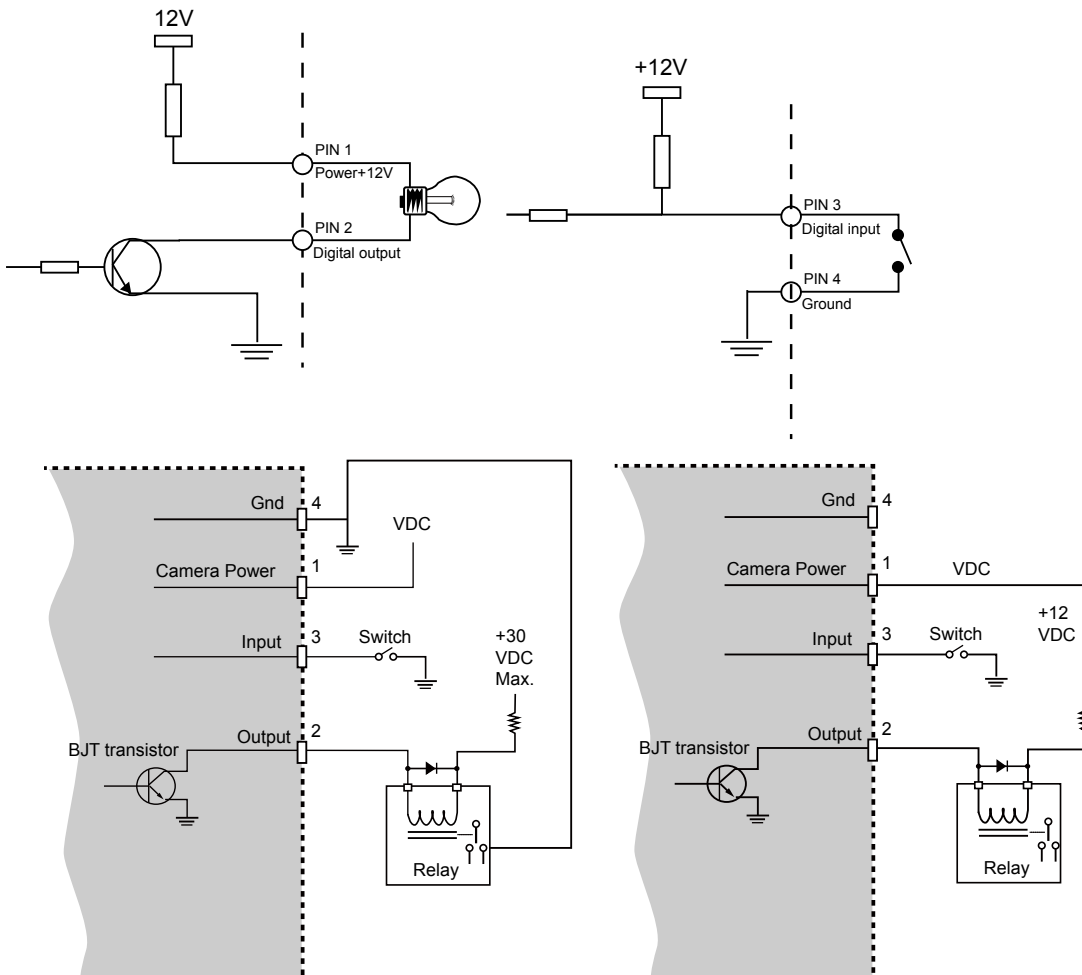 12V
PIN 1
Power+12V
PIN 2
Digital output
+12V
PIN 3
Digital input
PIN 4
Ground
Gnd
4
VDC
Camera Power
1
Input
3
Switch
+30
VDC
Max.
Output
2
BJT transistor
Relay
Gnd
4
Camera Power
1
VDC
+12
VDC
Input
3
Switch
Output
2
BJT transistor
Relay